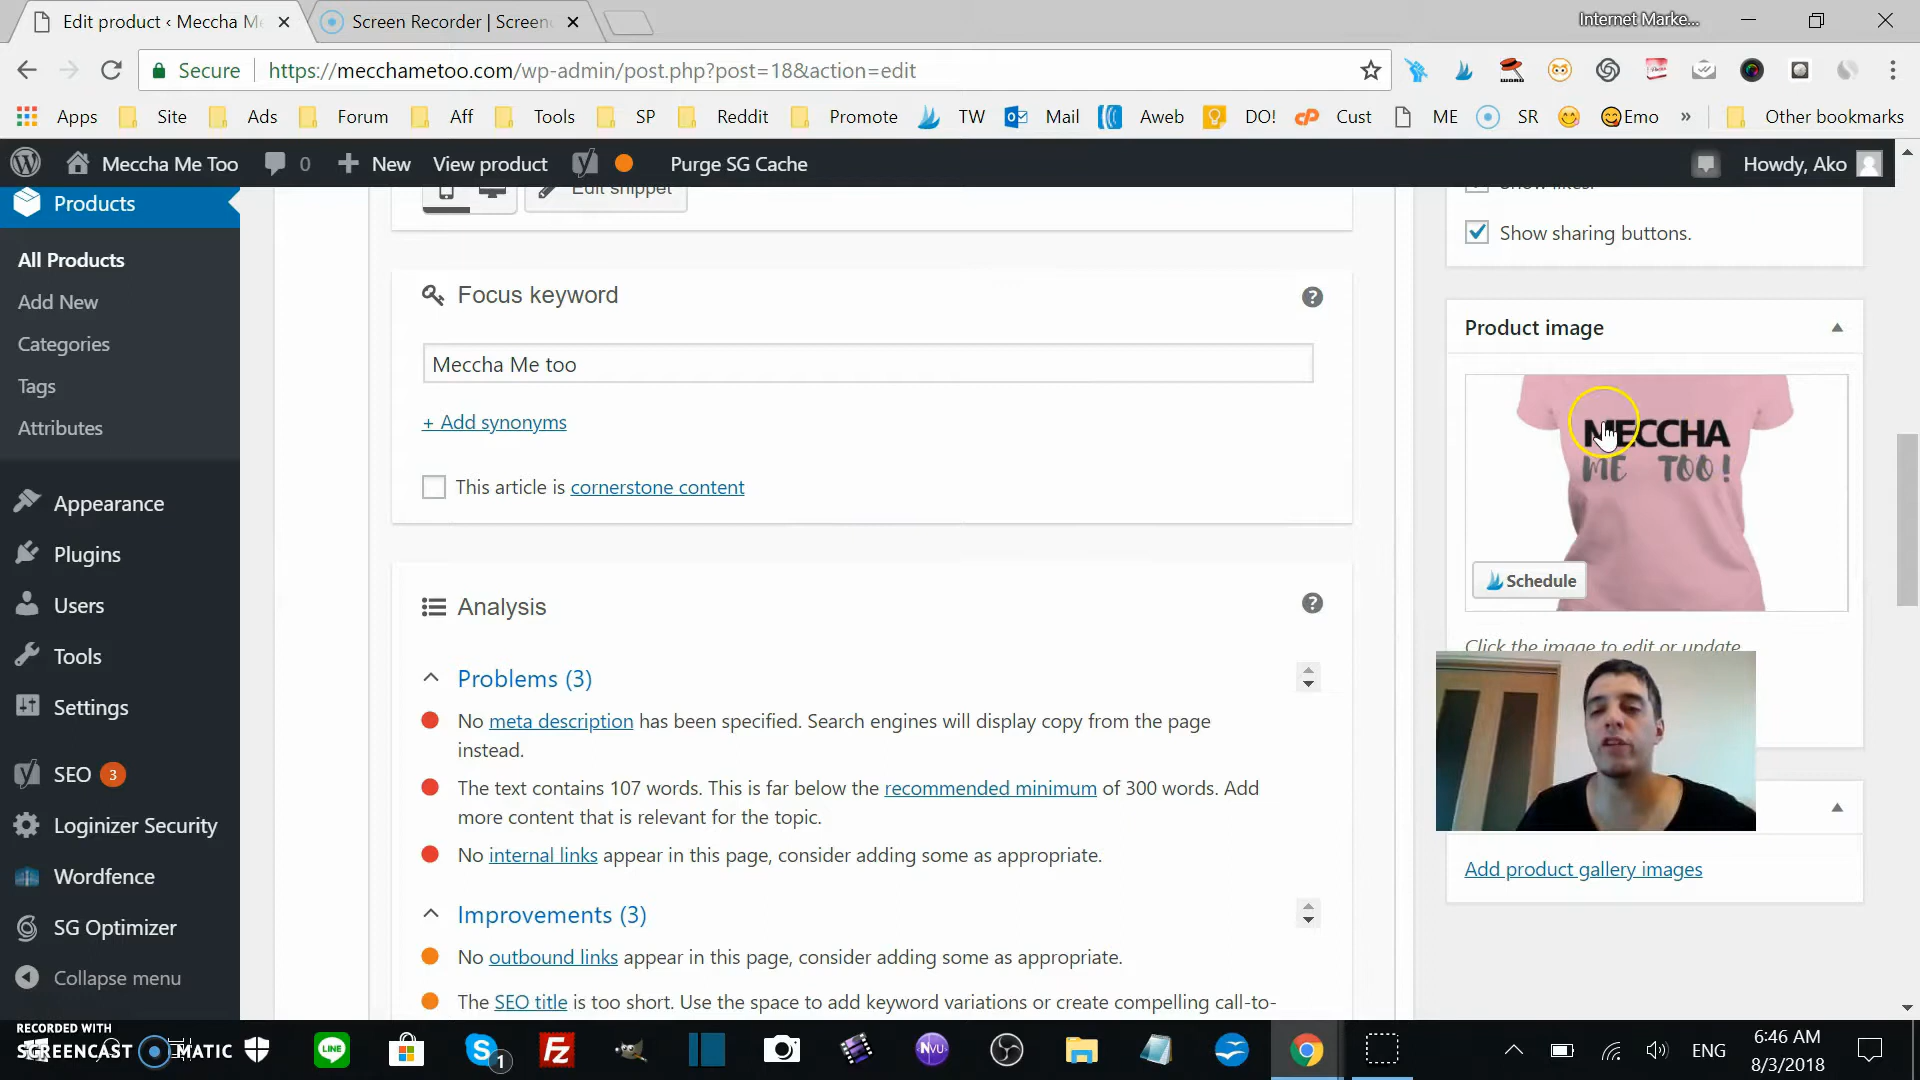 Edit product ‹ Meccha M
Screen Recorder | Screen
Internet Marke...
Secure
https://mecchametoo.com/wp-admin/post.php?post=18&action=edit
Apps
Site
Ads
Forum
Aff
Tools
SP
Reddit
Promote
TW
Mail
Aweb
DO!
Cust
ME
SR
Emo
»
Other bookmarks
Meccha Me Too
0
New
View product
Purge SG Cache
Howdy, Ako
Products
All Products
Add New
Categories
Tags
Attributes
Appearance
Plugins
Users
Tools
Settings
SEO 3
Loginizer Security
Wordfence
SG Optimizer
Collapse menu
Edit snippet
Focus keyword
Meccha Me too
+ Add synonyms
This article is cornerstone content
Analysis
Problems (3)
No meta description has been specified. Search engines will display copy from the page
instead.
The text contains 107 words. This is far below the recommended minimum of 300 words. Add
more content that is relevant for the topic.
No internal links appear in this page, consider adding some as appropriate.
Improvements (3)
No outbound links appear in this page, consider adding some as appropriate.
The SEO title is too short. Use the space to add keyword variations or create compelling call-to-
Show likes.
Show sharing buttons.
Product image
MECCHA
ME TOO!
Schedule
Click the image to edit or update
Add product gallery images
RECORDED WITH
SCREENCAST MATIC
1
ENG
6:46 AM
8/3/2018